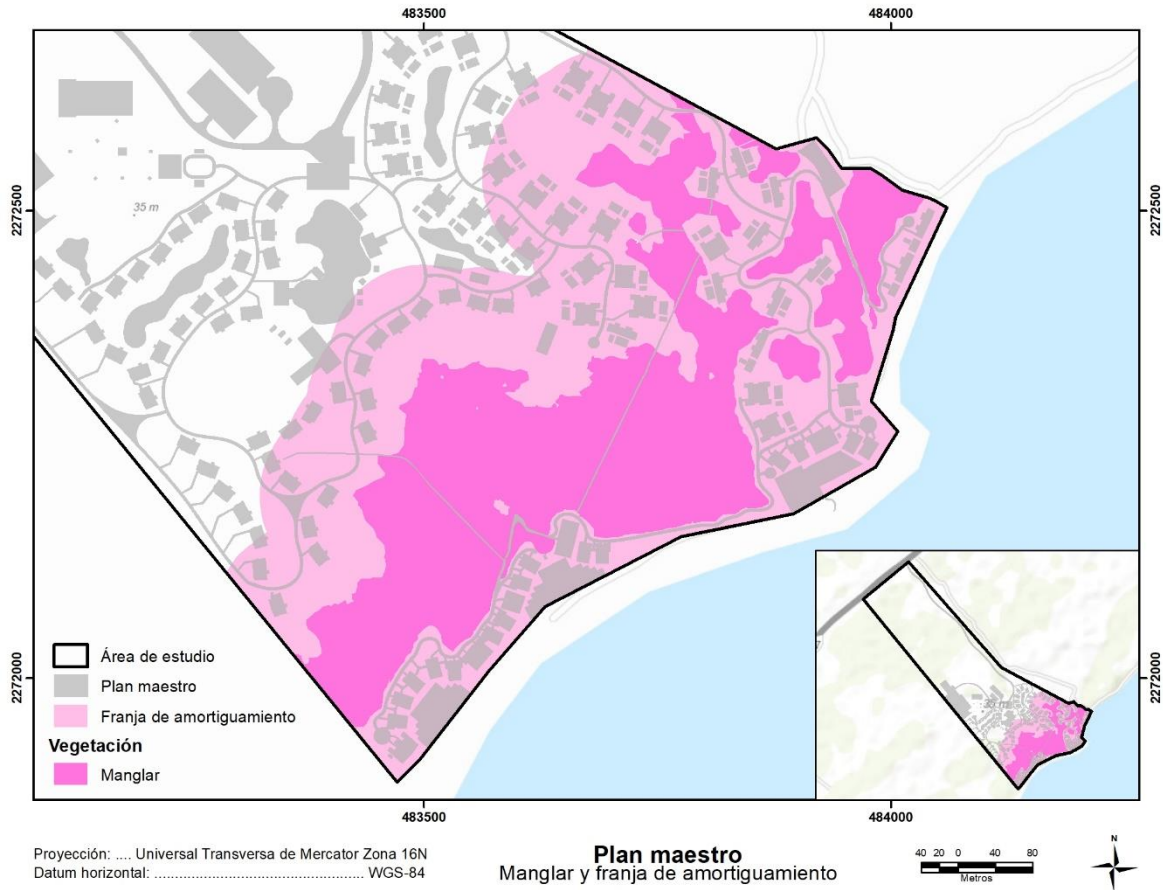 483500
484000
2272500
2272500
35 m
2272000
2272000
Área de estudio
Plan maestro
Franja de amortiguamiento
Vegetación
Manglar
35 m
483500
484000
Proyección: .... Universal Transversa de Mercator Zona 16N
Datum horizontal: ................................................ WGS-84
Plan maestro
Manglar y franja de amortiguamiento
40 20 0 40 80
Metros
N